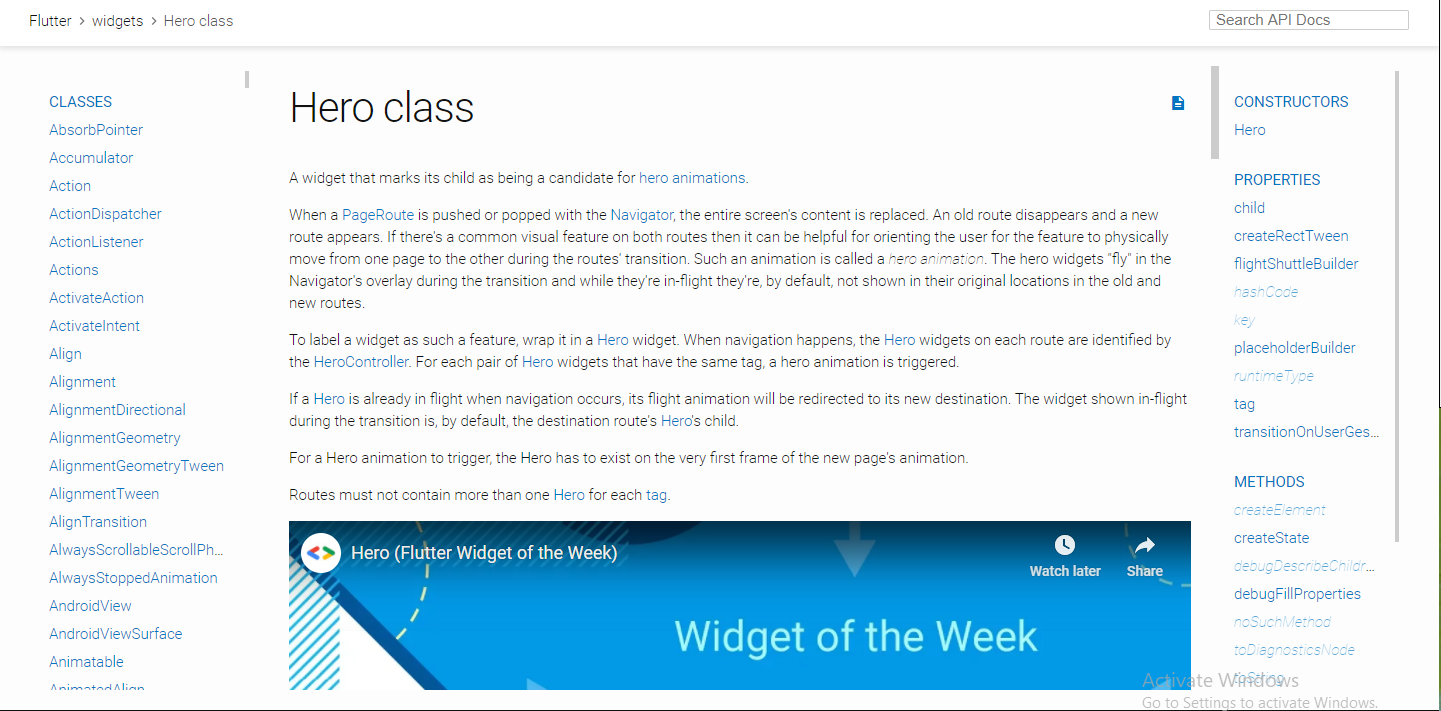 Flutter > widgets > Hero class
Search API Docs
CLASSES
AbsorbPointer
Accumulator
Action
ActionDispatcher
ActionListener
Actions
ActivateAction
ActivateIntent
Align
Alignment
AlignmentDirectional
AlignmentGeometry
AlignmentGeometryTween
AlignmentTween
AlignTransition
AlwaysScrollableScrollPh...
AlwaysStoppedAnimation
AndroidView
AndroidViewSurface
Animatable
AnimatedAlign
Hero class
A widget that marks its child as being a candidate for hero animations.
When a PageRoute is pushed or popped with the Navigator, the entire screen's content is replaced. An old route disappears and a new
route appears. If there's a common visual feature on both routes then it can be helpful for orienting the user for the feature to physically
move from one page to the other during the routes' transition. Such an animation is called a hero animation. The hero widgets "fly" in the
Navigator's overlay during the transition and while they're in-flight they're, by default, not shown in their original locations in the old and
new routes.
To label a widget as such a feature, wrap it in a Hero widget. When navigation happens, the Hero widgets on each route are identified by
the HeroController. For each pair of Hero widgets that have the same tag, a hero animation is triggered.
If a Hero is already in flight when navigation occurs, its flight animation will be redirected to its new destination. The widget shown in-flight
during the transition is, by default, the destination route's Hero's child.
For a Hero animation to trigger, the Hero has to exist on the very first frame of the new page's animation.
Routes must not contain more than one Hero for each tag.
Hero (Flutter Widget of the Week)
Watch later
Share
Widget of the Week
CONSTRUCTORS
Hero
PROPERTIES
child
createRectTween
flightShuttleBuilder
hashCode
key
placeholderBuilder
runtimeType
tag
transitionOnUserGes...
METHODS
createElement
createState
debugDescribeChildr...
debugFillProperties
noSuchMethod
toDiagnosticsNode
toString
Activate Windows
Go to Settings to activate Windows.